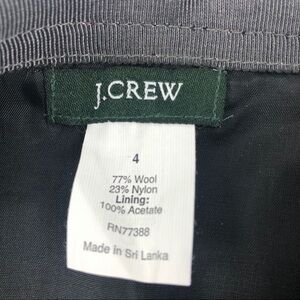 J.CREW
4
77% Wool
23% Nylon
Lining:
100% Acetate
RN77388
Made in Sri Lanka